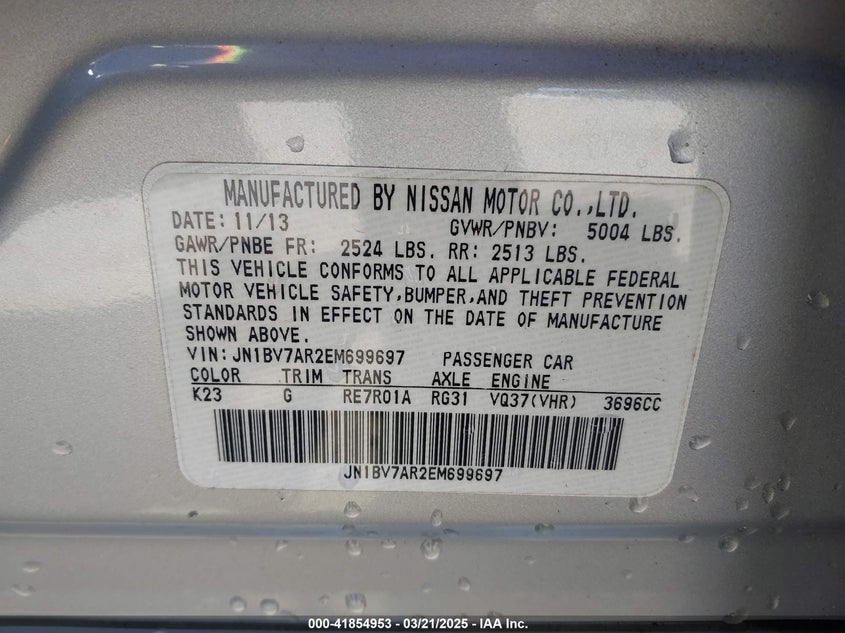 MANUFACTURED BY NISSAN MOTOR CO.,LTD.
DATE: 11/13 GVWR/PNBV: 5004 LBS.
GAWR/PNBE FR: 2524 LBS. RR: 2513 LBS.
THIS VEHICLE CONFORMS TO ALL APPLICABLE FEDERAL
MOTOR VEHICLE SAFETY,BUMPER,AND THEFT PREVENTION
STANDARDS IN EFFECT ON THE DATE OF MANUFACTURE
SHOWN ABOVE.
VIN:JN1BV7AR2EM699697 PASSENGER CAR
COLOR TRIM TRANS AXLE ENGINE
K23 G RE7R01A RG31 VQ37(VHR) 3696CC
JN1BV7AR2EM699697
000-41854953 - 03/21/2025 - IAA, Inc.